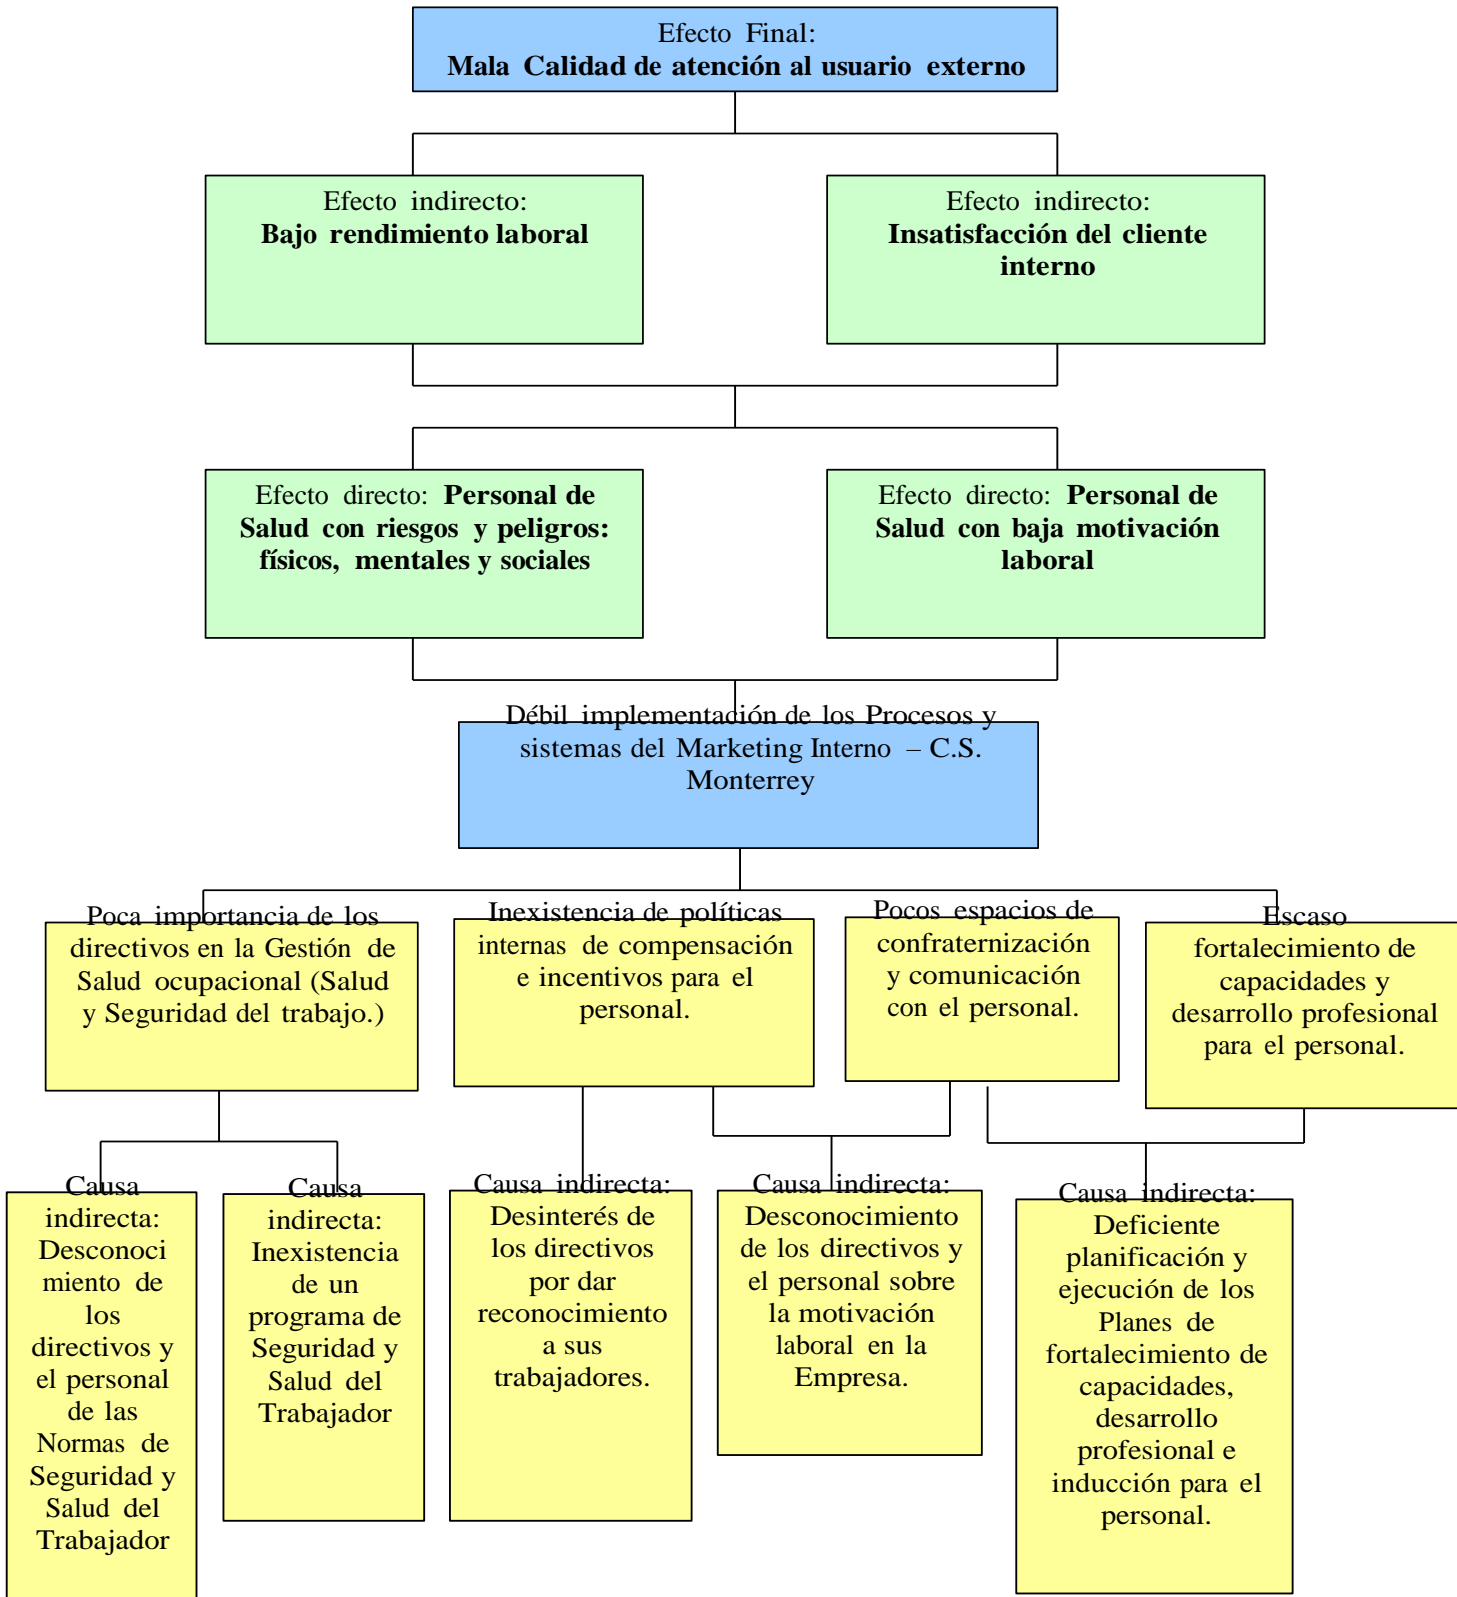 Efecto Final:
Mala Calidad de atención al usuario externo
Efecto indirecto:
Bajo rendimiento laboral
Efecto indirecto:
Insatisfacción del cliente
interno
Efecto directo: Personal de
Salud con riesgos y peligros:
físicos, mentales y sociales
Efecto directo: Personal de
Salud con baja motivación
laboral
Débil implementación de los Procesos y
sistemas del Marketing Interno – C.S.
Monterrey
Poca importancia de los
directivos en la Gestión de
Salud ocupacional (Salud
y Seguridad del trabajo.)
Inexistencia de políticas
internas de compensación
e incentivos para el
personal.
Pocos espacios de
confraternización
y comunicación
con el personal.
Escaso
fortalecimiento de
capacidades y
desarrollo profesional
para el personal.
Causa
indirecta:
Desconoci
miento de
los
directivos y
el personal
de las
Normas de
Seguridad y
Salud del
Trabajador
Causa
indirecta:
Inexistencia
de un
programa de
Seguridad y
Salud del
Trabajador
Causa indirecta:
Desinterés de
los directivos
por dar
reconocimiento
a sus
trabajadores.
Causa indirecta:
Desconocimiento
de los directivos y
el personal sobre
la motivación
laboral en la
Empresa.
Causa indirecta:
Deficiente
planificación y
ejecución de los
Planes de
fortalecimiento de
capacidades,
desarrollo
profesional e
inducción para el
personal.